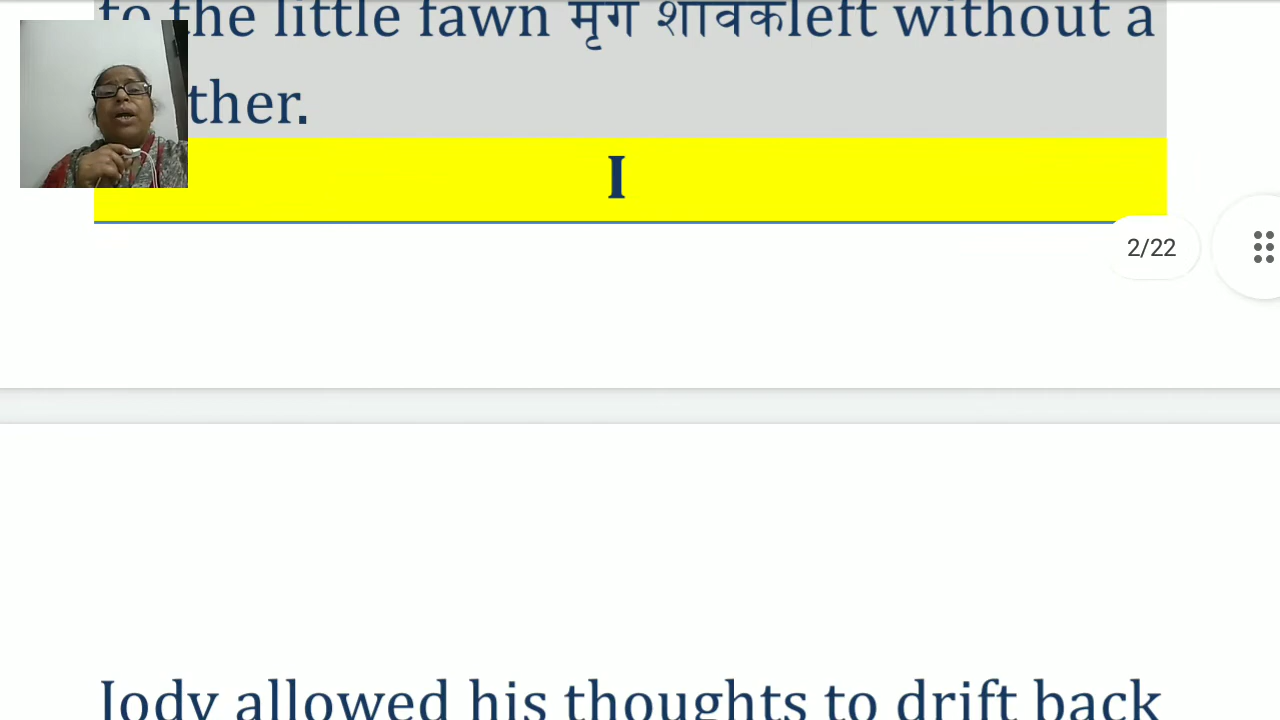 to the little fawn मृग शावकleft without a
ther.
I
2/22
Jody allowed his thoughts to drift back